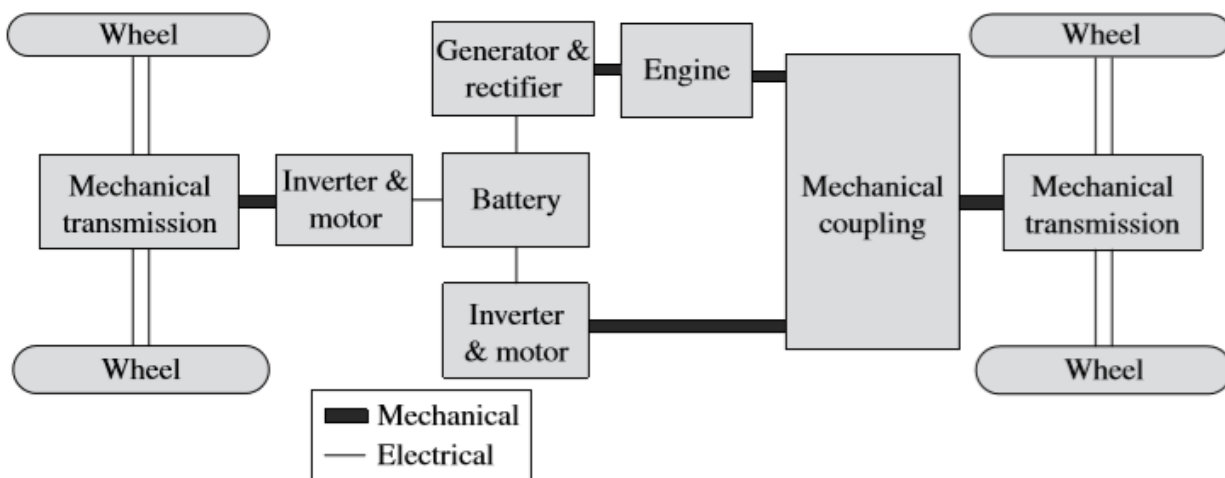 Wheel
Generator &
rectifier
Engine
Wheel
Mechanical
transmission
Inverter &
motor
Battery
Mechanical
coupling
Mechanical
transmission
Inverter
& motor
Wheel
Wheel
Mechanical
Electrical